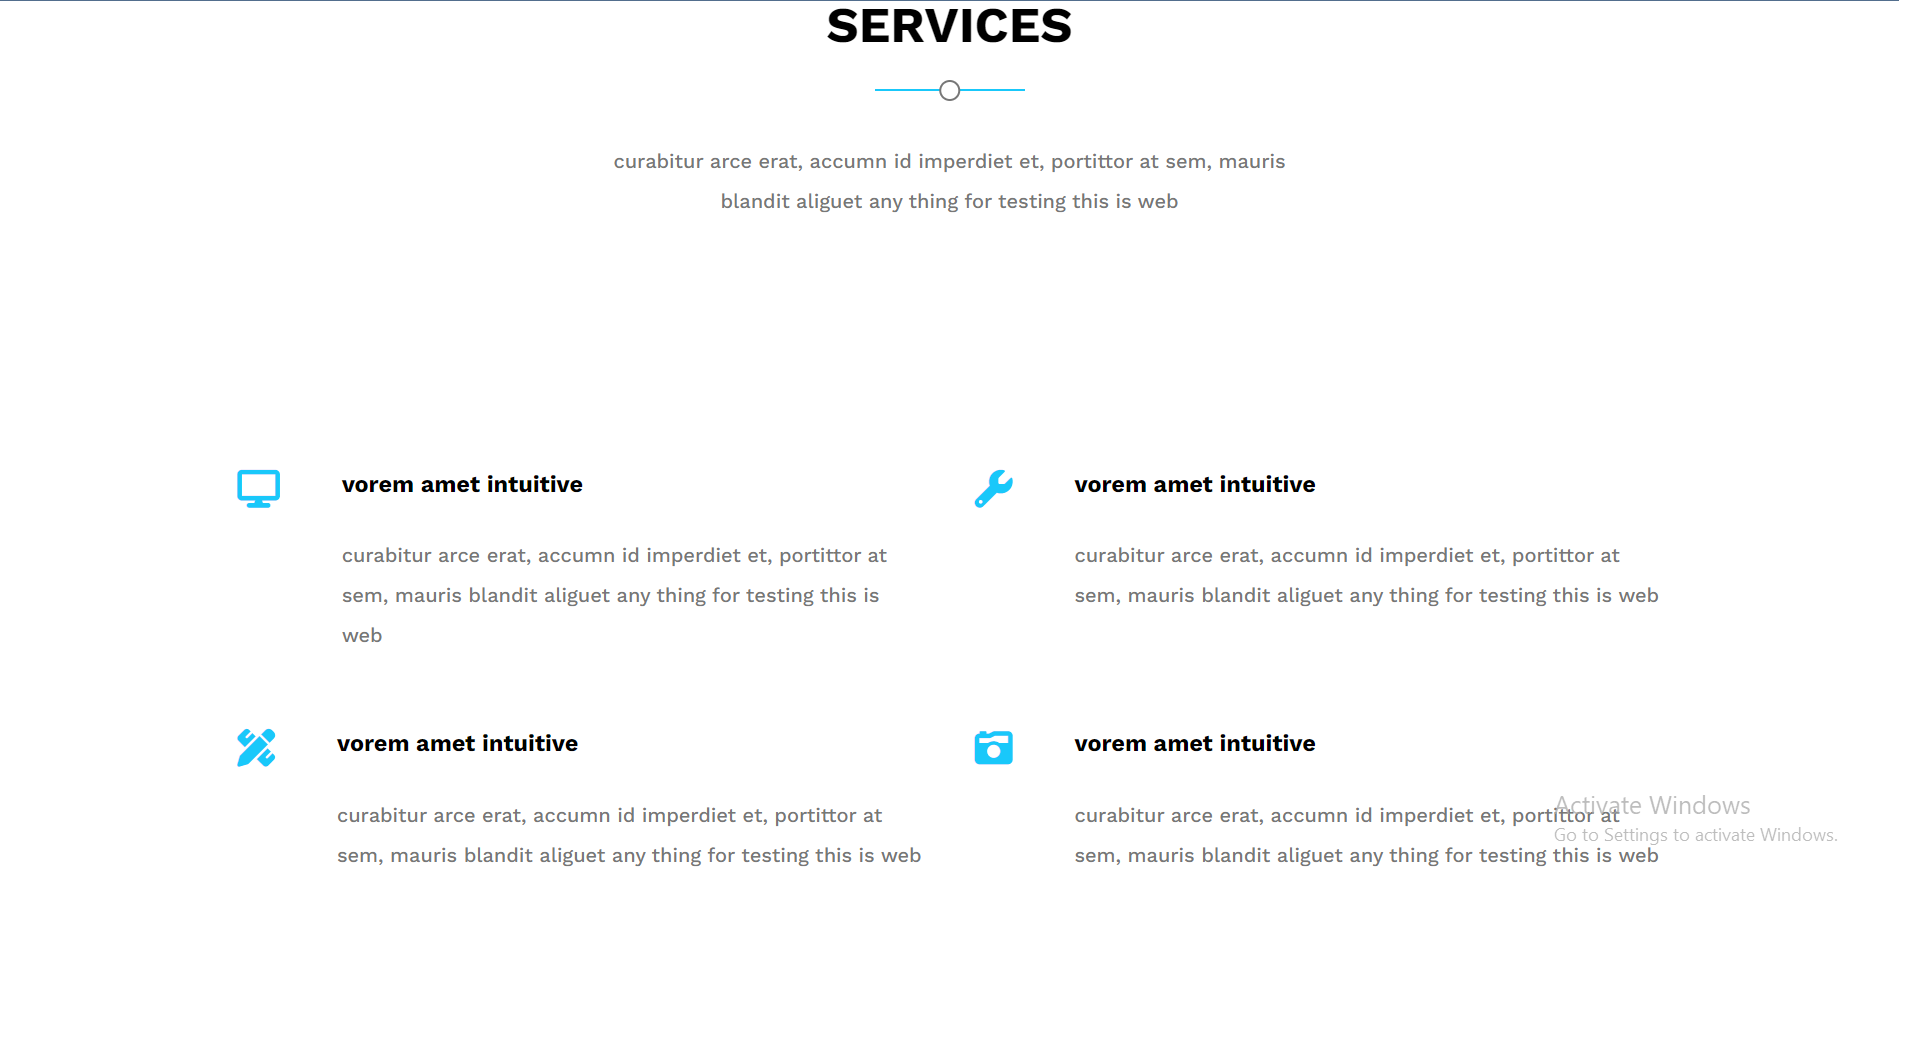 SERVICES
curabitur arce erat, accumn id imperdiet et, portittor at sem, mauris
blandit aliguet any thing for testing this is web
vorem amet intuitive
curabitur arce erat, accumn id imperdiet et, portittor at
sem, mauris blandit aliguet any thing for testing this is
web
vorem amet intuitive
curabitur arce erat, accumn id imperdiet et, portittor at
sem, mauris blandit aliguet any thing for testing this is web
vorem amet intuitive
curabitur arce erat, accumn id imperdiet et, portittor at
sem, mauris blandit aliguet any thing for testing this is web
vorem amet intuitive
curabitur arce erat, accumn id imperdiet et, portittor at
sem, mauris blandit aliguet any thing for testing this is web
Activate Windows
Go to Settings to activate Windows.